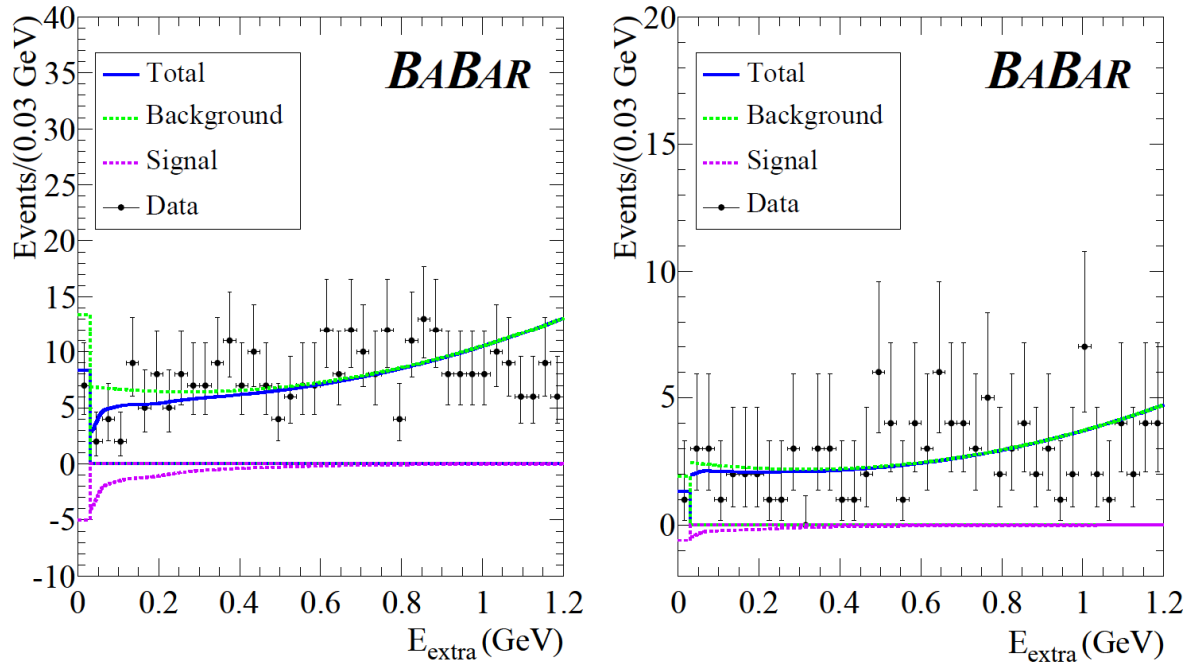 Events/(0.03 GeV)
40
35
30
25
20
15
10
5
0
-5
-10
BABAR
Total
Background
Signal
Data
0 0.2 0.4 0.6 0.8 1 1.2
E_extra (GeV)
Events/(0.03 GeV)
20
15
10
5
0
BABAR
Total
Background
Signal
Data
0 0.2 0.4 0.6 0.8 1 1.2
E_extra (GeV)